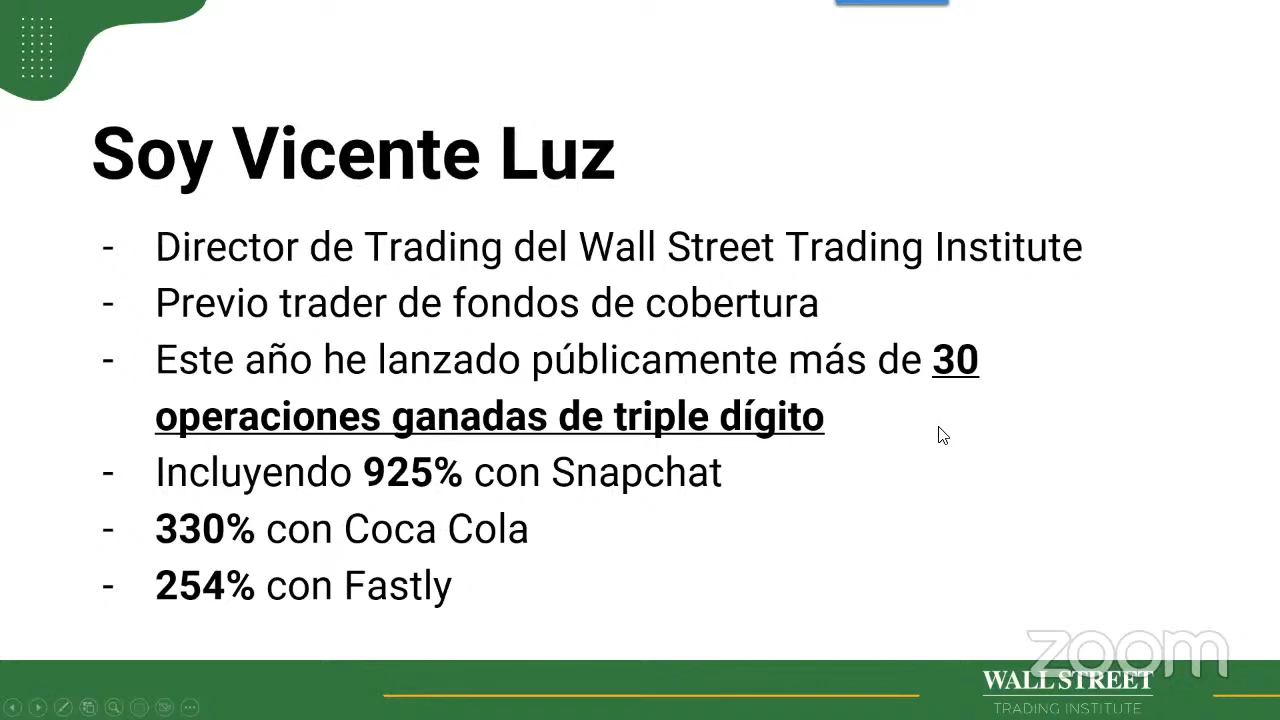 Soy Vicente Luz
- Director de Trading del Wall Street Trading Institute
- Previo trader de fondos de cobertura
- Este año he lanzado públicamente más de 30
operaciones ganadas de triple dígito
- Incluyendo 925% con Snapchat
- 330% con Coca Cola
- 254% con Fastly
zoom
WALL STREET
TRADING INSTITUTE